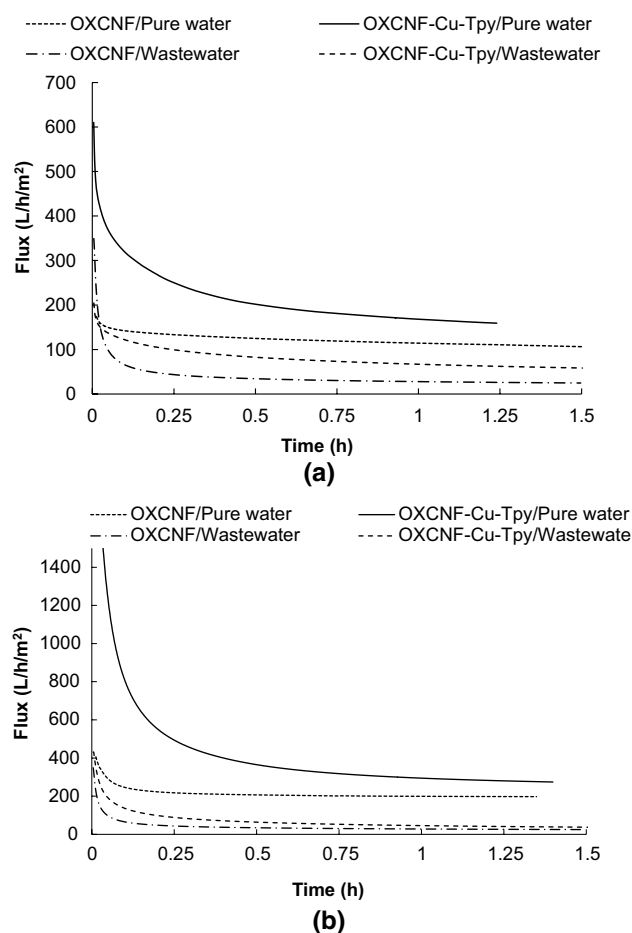 OXCNF/Pure water OXCNF-Cu-Tpy/Pure water
OXCNF/Wastewater OXCNF-Cu-Tpy/Wastewater
700
600
500
400
300
200
100
0
Flux (L/h/m²)
0 0.25 0.5 0.75 1 1.25 1.5
Time (h)
(a)
OXCNF/Pure water OXCNF-Cu-Tpy/Pure water
OXCNF/Wastewater OXCNF-Cu-Tpy/Wastewate
1400
1200
1000
800
600
400
200
0
Flux (L/h/m²)
0 0.25 0.5 0.75 1 1.25 1.5
Time (h)
(b)